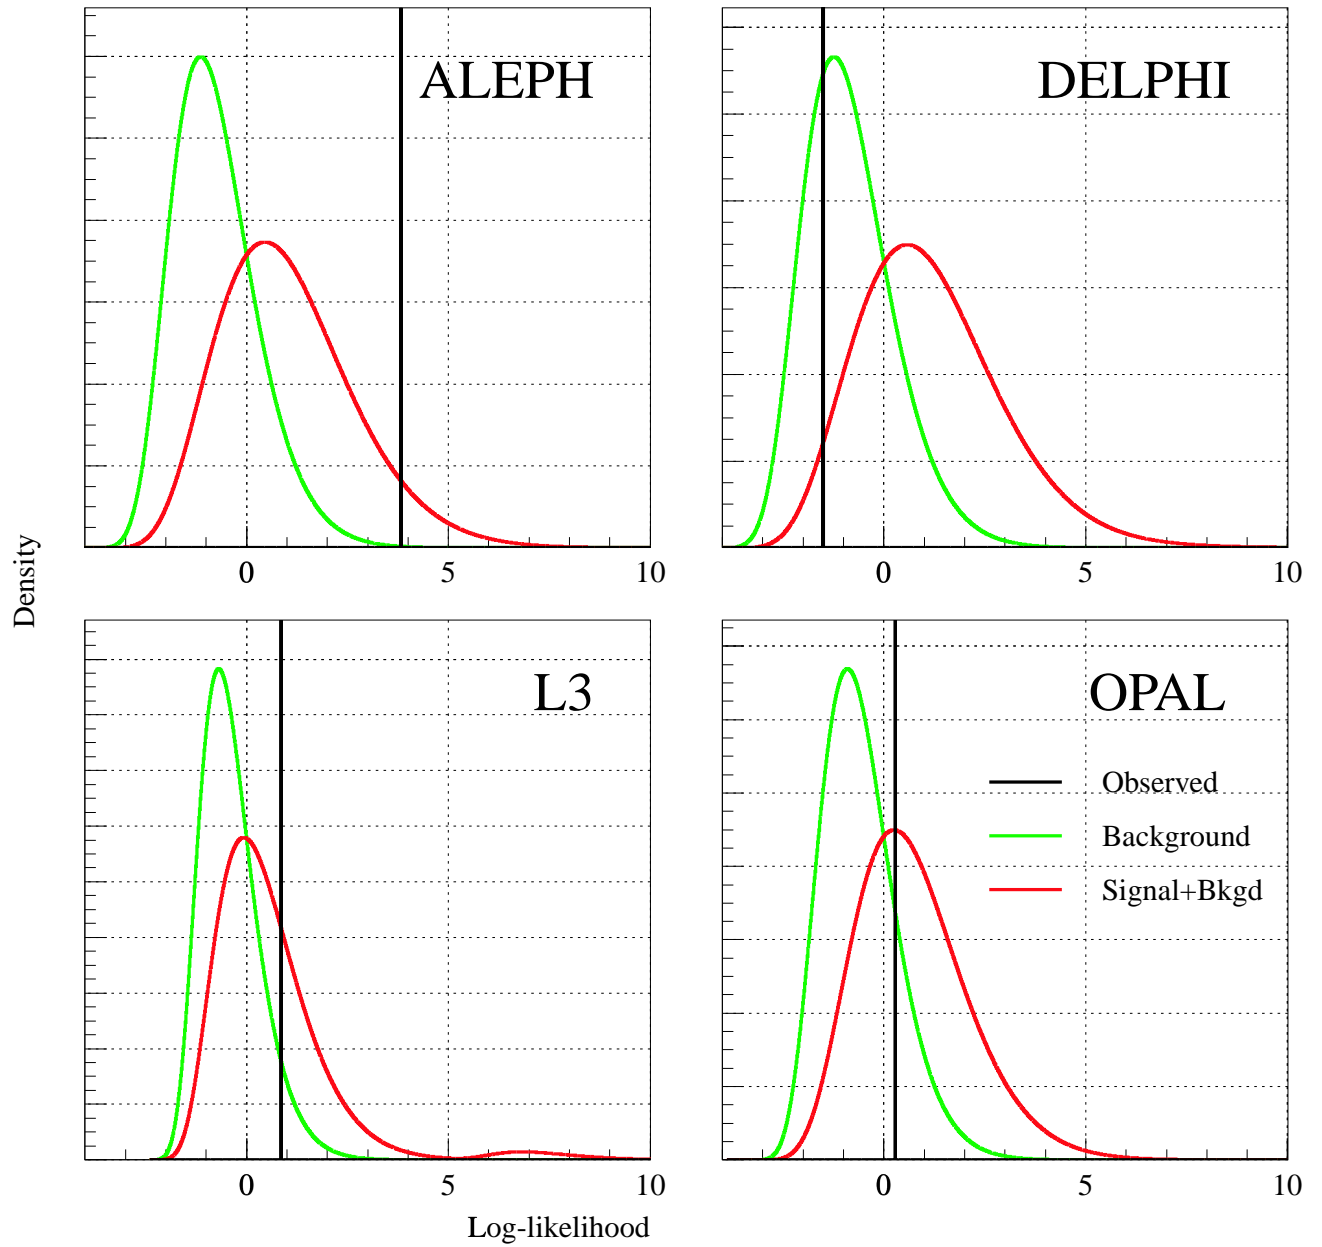 ALEPH
DELPHI
0 5 10
0 5 10
Density
L3
OPAL
Observed
Background
Signal+Bkgd
0 5 10
0 5 10
Log-likelihood